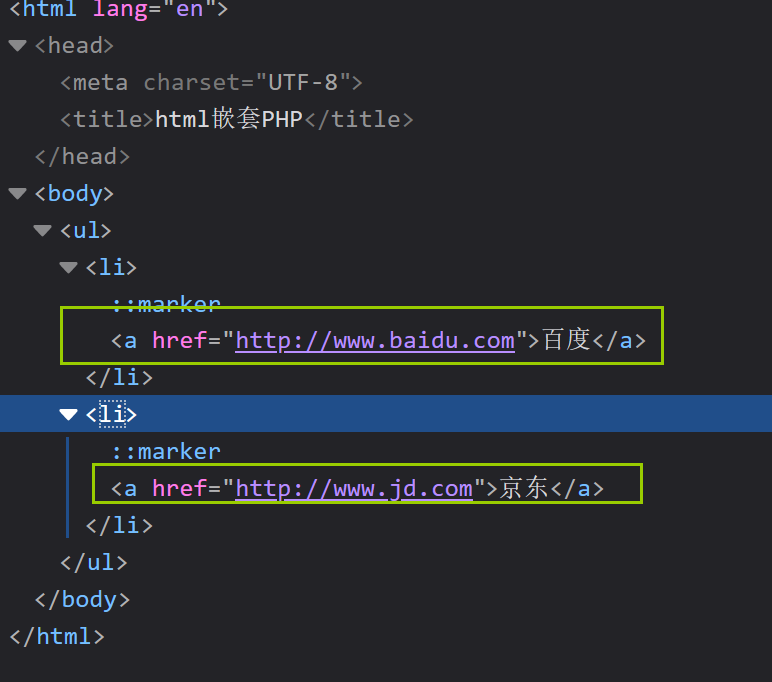 <html lang="en">
<head>
<meta charset="UTF-8">
<title>html嵌套PHP</title>
</head>
<body>
<ul>
<li>
::marker
<a href="http://www.baidu.com">百度</a>
</li>
<li>
::marker
<a href="http://www.jd.com">京东</a>
</li>
</ul>
</body>
</html>